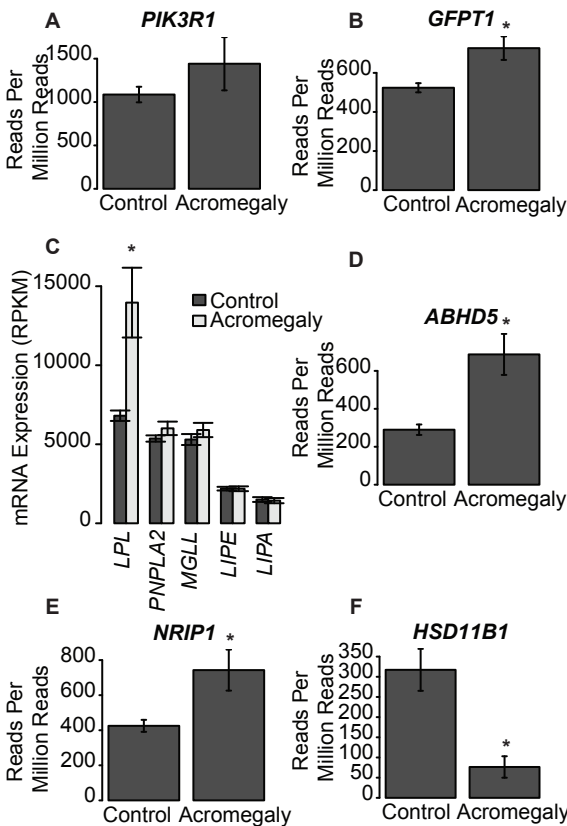 A
PIK3R1
Reads Per
Million Reads
1500
1000
500
0
Control
Acromegaly
B
GFPT1
*
Reads Per
Million Reads
600
400
200
0
Control
Acromegaly
C
*
mRNA Expression (RPKM)
15000
10000
5000
0
Control
Acromegaly
LPL
PNPLA2
MGLL
LIPE
LIPA
D
ABHD5
*
Reads Per
Million Reads
600
400
200
0
Control
Acromegaly
E
NRIP1
*
Reads Per
Million Reads
800
600
400
200
0
Control
Acromegaly
F
HSD11B1
Reads Per
Million Reads
350
300
250
200
150
100
50
0
*
Control
Acromegaly